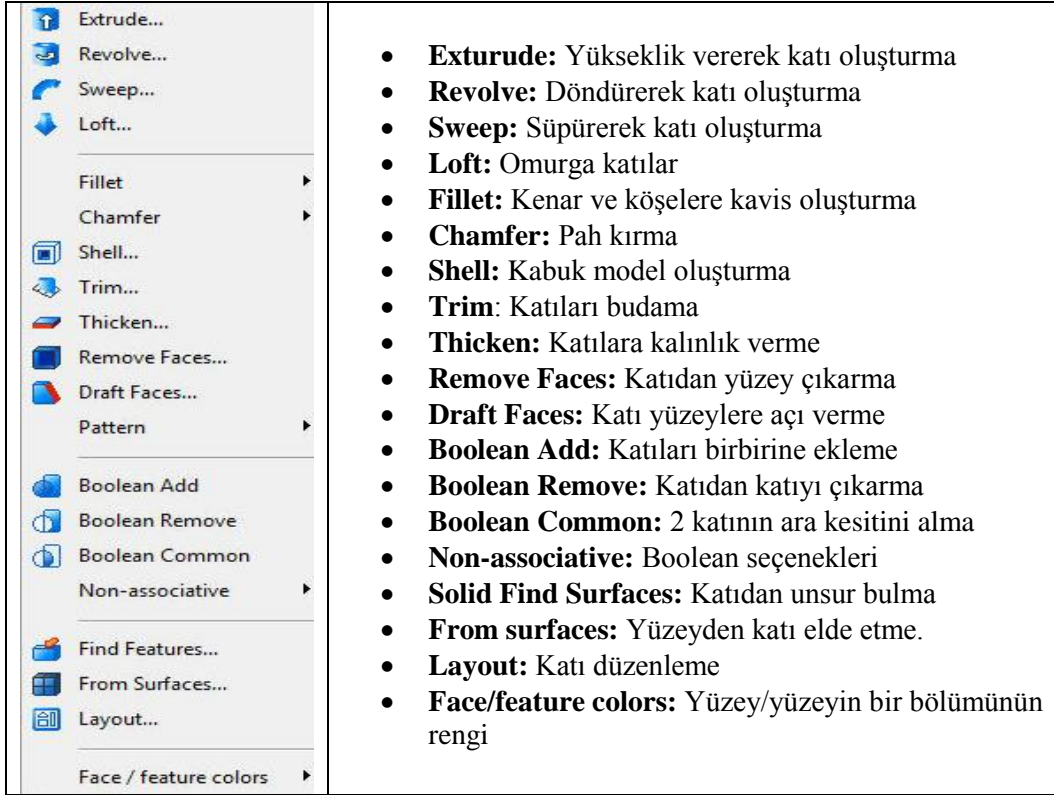 Extrude...
Revolve...
Sweep...
Loft...
Fillet
Chamfer
Shell...
Trim...
Thicken...
Remove Faces...
Draft Faces...
Pattern
Boolean Add
Boolean Remove
Boolean Common
Non-associative
Find Features...
From Surfaces...
Layout...
Face / feature colors
• Exturude: Yükseklik vererek katı oluşturma
• Revolve: Döndürerek katı oluşturma
• Sweep: Süpürerek katı oluşturma
• Loft: Omurga katılar
• Fillet: Kenar ve köşelere kavis oluşturma
• Chamfer: Pah kırma
• Shell: Kabuk model oluşturma
• Trim: Katıları budama
• Thicken: Katılara kalınlık verme
• Remove Faces: Katıdan yüzey çıkarma
• Draft Faces: Katı yüzeylere açı verme
• Boolean Add: Katıları birbirine ekleme
• Boolean Remove: Katıdan katıyı çıkarma
• Boolean Common: 2 katının ara kesitini alma
• Non-associative: Boolean seçenekleri
• Solid Find Surfaces: Katıdan unsur bulma
• From surfaces: Yüzeyden katı elde etme.
• Layout: Katı düzenleme
• Face/feature colors: Yüzey/yüzeyin bir bölümünün
rengi